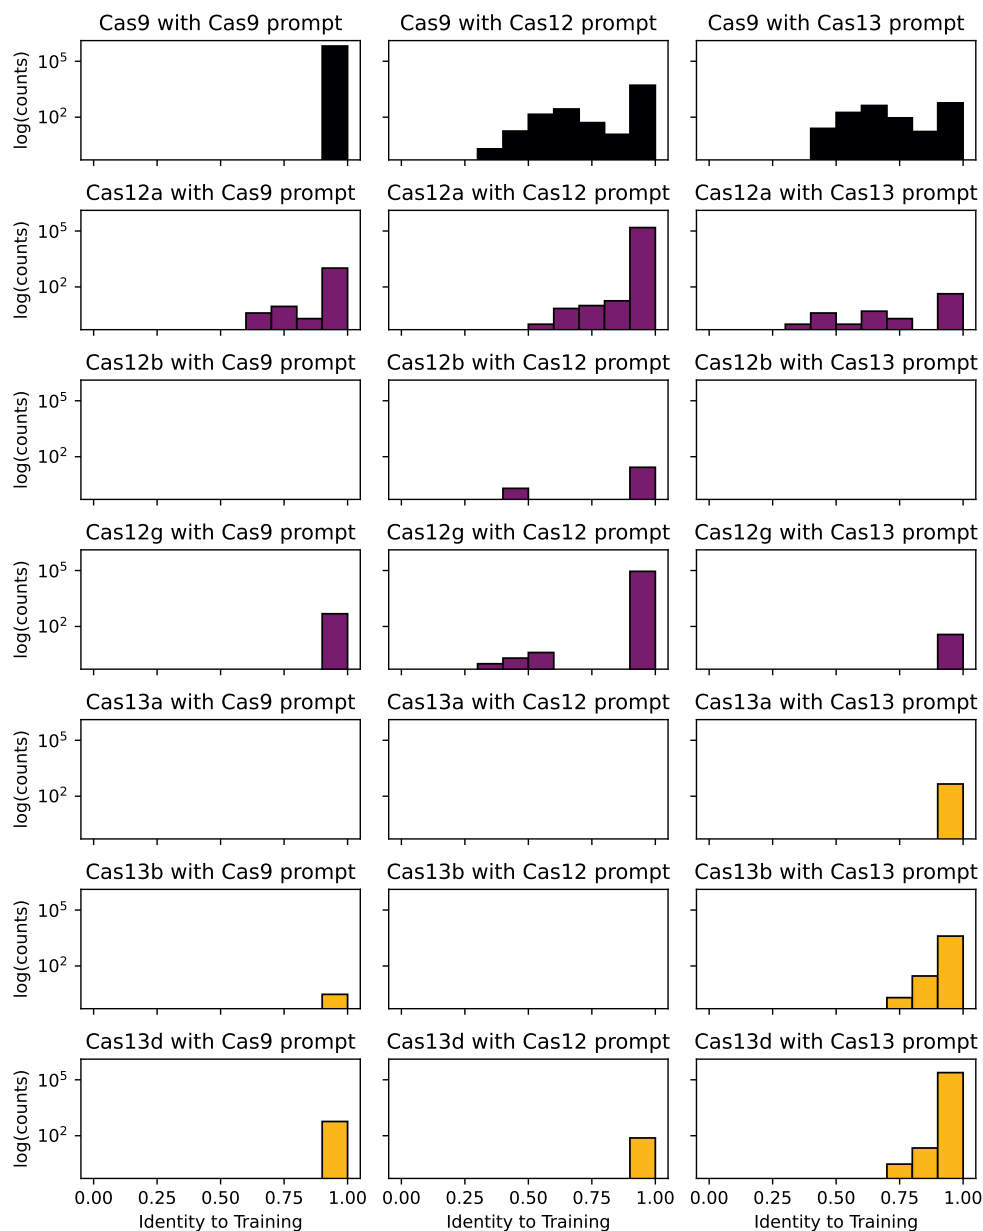 Cas9 with Cas9 prompt Cas9 with Cas12 prompt Cas9 with Cas13 prompt
log(counts) 10^5 10^2
Cas12a with Cas9 prompt Cas12a with Cas12 prompt Cas12a with Cas13 prompt
log(counts) 10^5 10^2
Cas12b with Cas9 prompt Cas12b with Cas12 prompt Cas12b with Cas13 prompt
log(counts) 10^5 10^2
Cas12g with Cas9 prompt Cas12g with Cas12 prompt Cas12g with Cas13 prompt
log(counts) 10^5 10^2
Cas13a with Cas9 prompt Cas13a with Cas12 prompt Cas13a with Cas13 prompt
log(counts) 10^5 10^2
Cas13b with Cas9 prompt Cas13b with Cas12 prompt Cas13b with Cas13 prompt
log(counts) 10^5 10^2
Cas13d with Cas9 prompt Cas13d with Cas12 prompt Cas13d with Cas13 prompt
log(counts) 10^5 10^2
0.00 0.25 0.50 0.75 1.00 0.00 0.25 0.50 0.75 1.00 0.00 0.25 0.50 0.75 1.00
Identity to Training Identity to Training Identity to Training